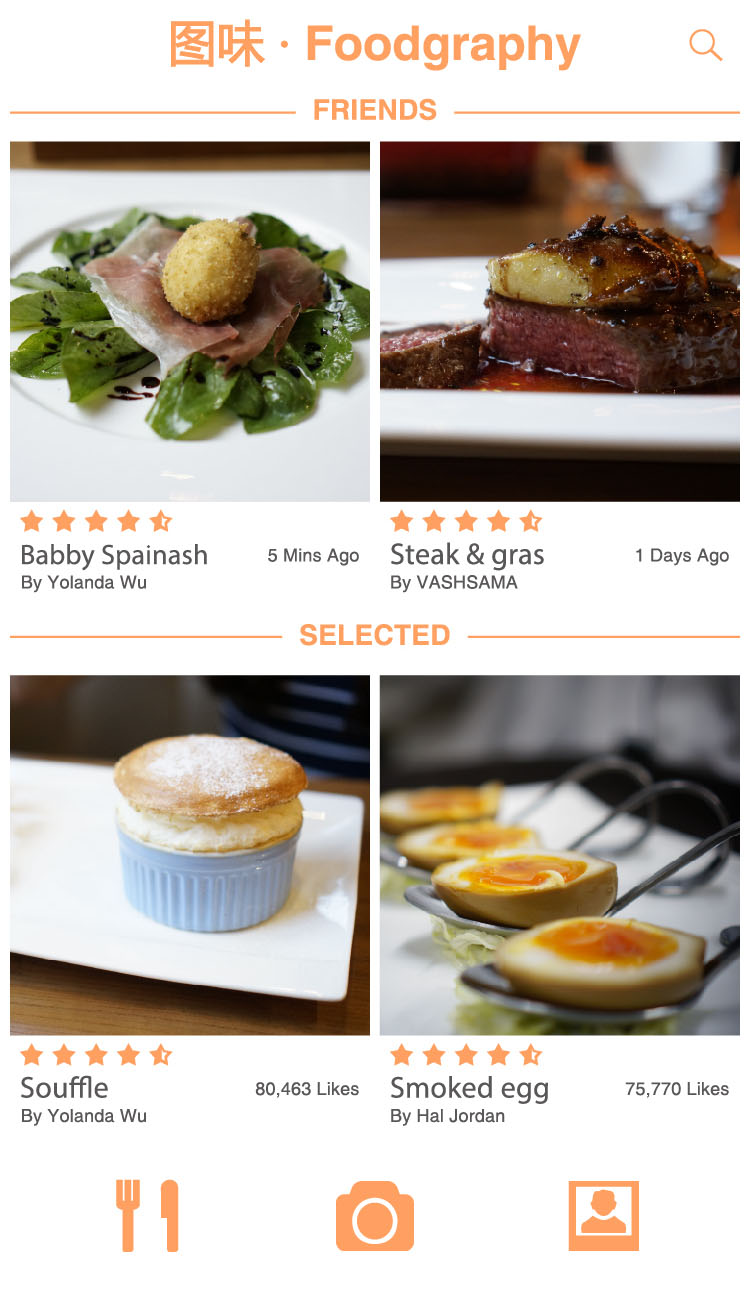 图味 · Foodgraphy
FRIENDS
Babby Spainash
5 Mins Ago
By Yolanda Wu
Steak & gras
1 Days Ago
By VASHSAMA
SELECTED
Souffle
80,463 Likes
By Yolanda Wu
Smoked egg
75,770 Likes
By Hal Jordan